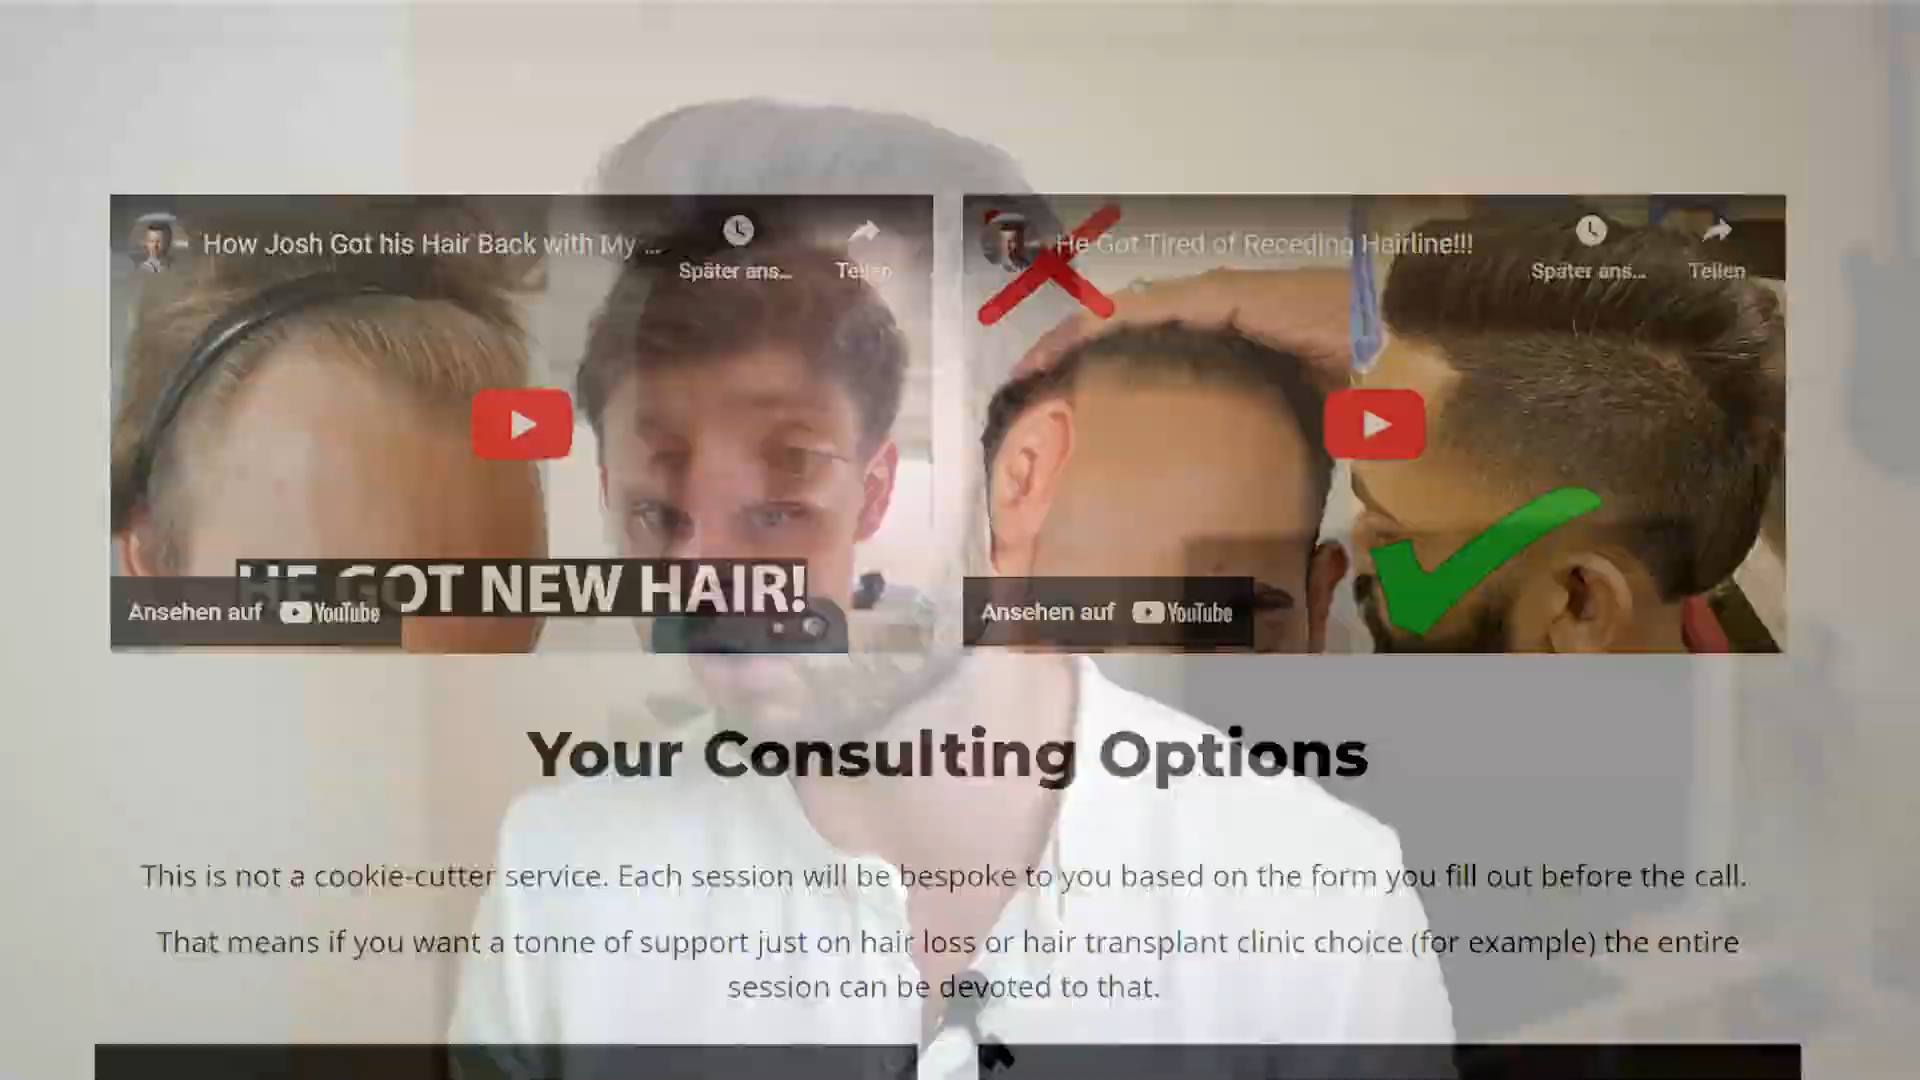 How Josh Got his Hair Back with My ...
Später ans...
Teilen
He Got Tired of Receding Hairline!!!
Später ans...
Teilen
HE GOT NEW HAIR!
Ansehen auf YouTube
Ansehen auf YouTube
Your Consulting Options
This is not a cookie-cutter service. Each session will be bespoke to you based on the form you fill out before the call.
That means if you want a tonne of support just on hair loss or hair transplant clinic choice (for example) the entire
session can be devoted to that.